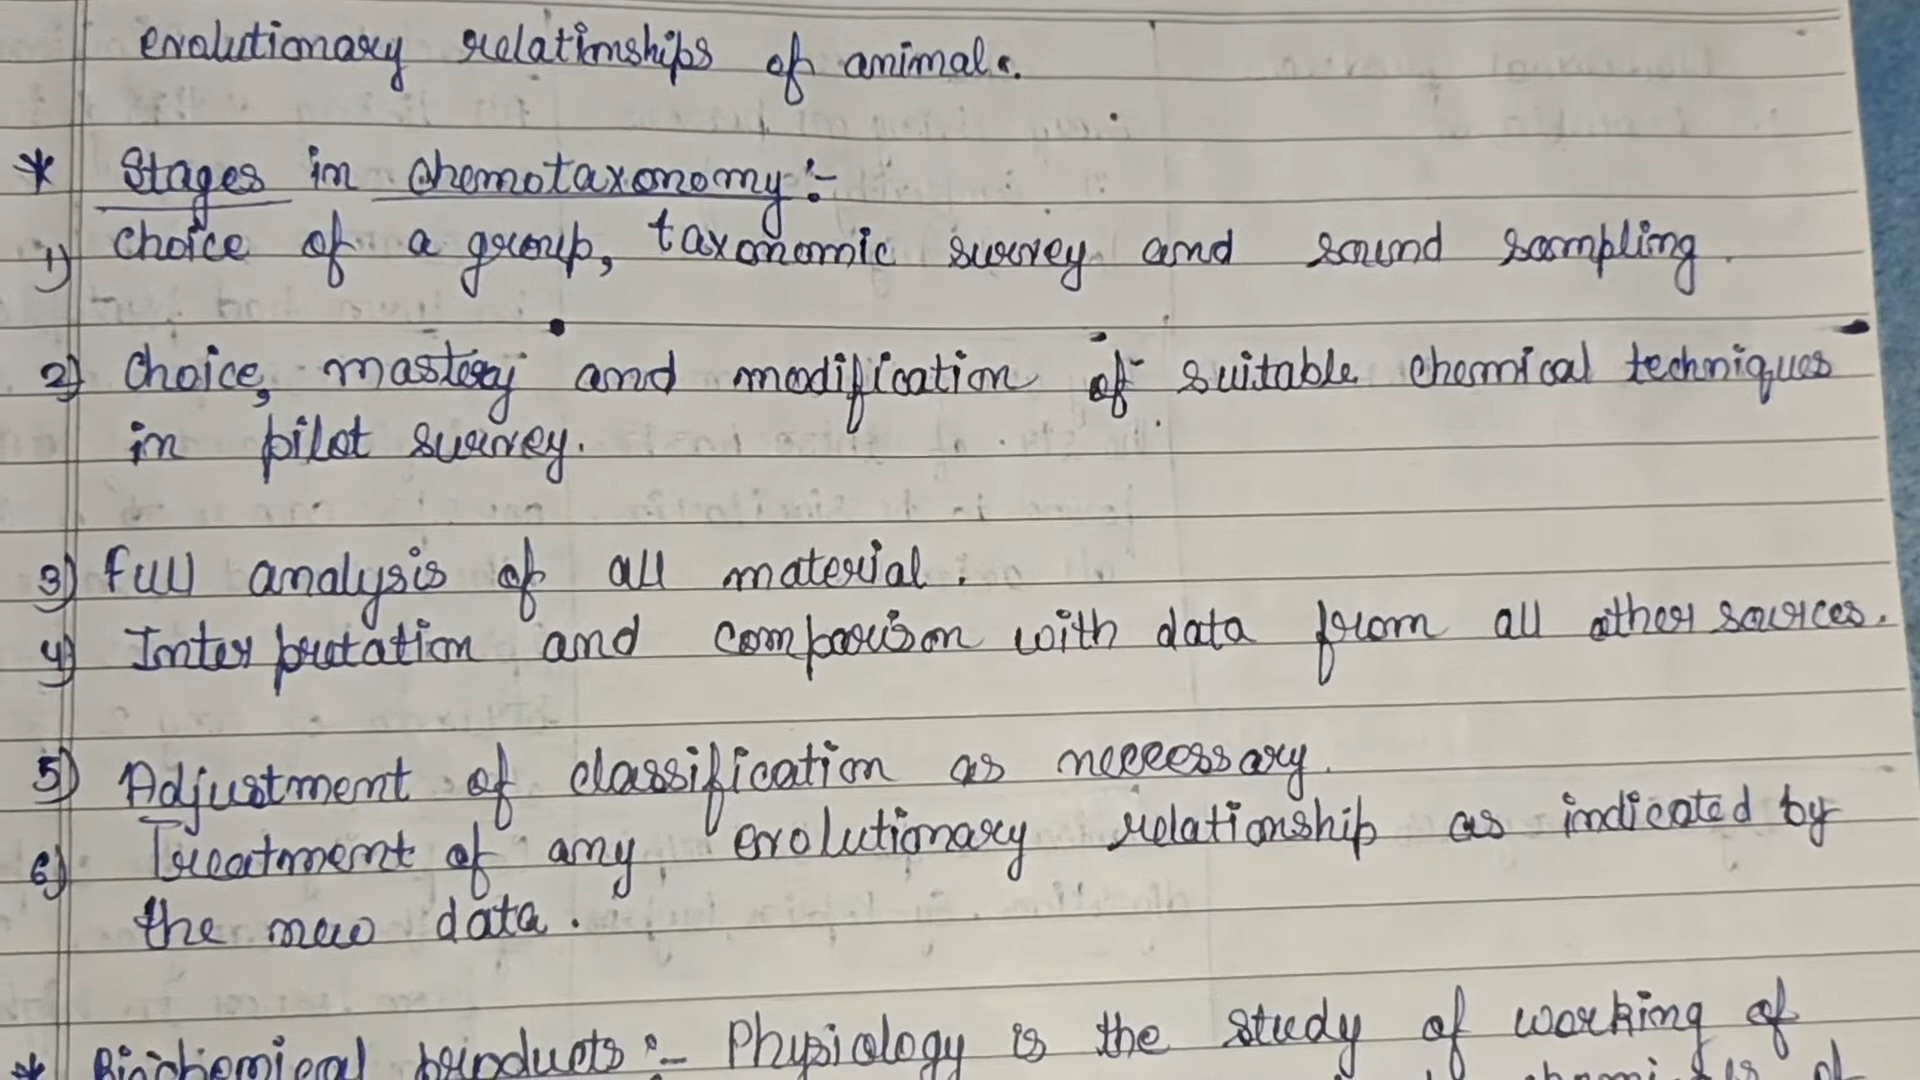 evolutionary relationships of animals.
* Stages in chemotaxonomy :-
1) Choice of a group, taxonomic survey and sound sampling.
2) Choice, mastery and modification of suitable chemical techniques
in pilot survey.
3) full analysis of all material.
4) Interpretation and comparison with data from all other sources.
5) Adjustment of classification as necessary.
6) Treatment of any evolutionary relationship as indicated by
the new data.
* Biochemical products :- Physiology is the study of working of